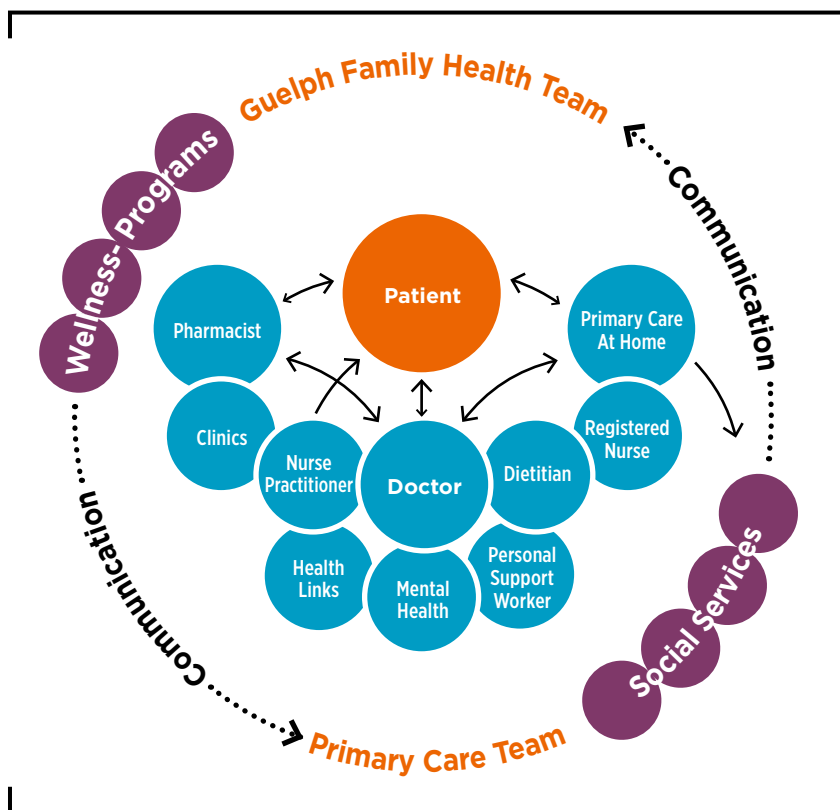 Guelph Family Health Team
Wellness- Programs
Communication
Patient
Pharmacist
Primary Care
At Home
Clinics
Nurse
Practitioner
Doctor
Dietitian
Registered
Nurse
Health
Links
Mental
Health
Personal
Support
Worker
Social Services
Communication
Primary Care Team